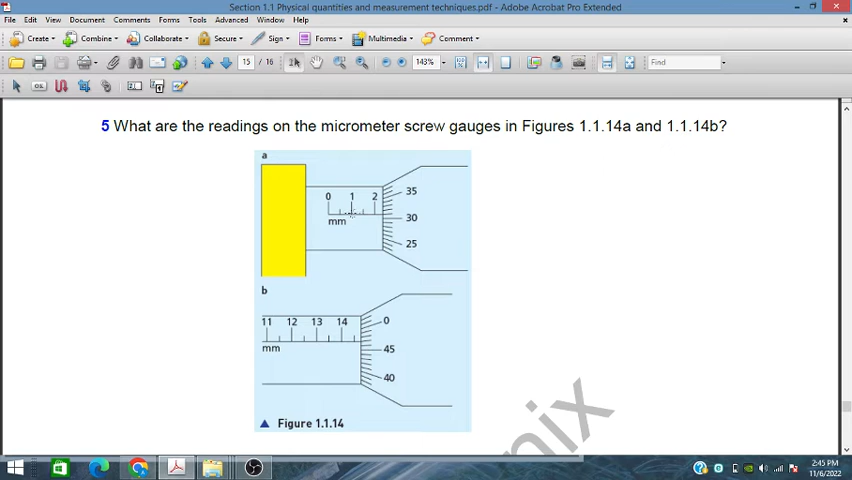 Section 1.1 Physical quantities and measurement techniques.pdf - Adobe Acrobat Pro Extended
File Edit View Document Comments Forms Tools Advanced Window Help
Create Combine Collaborate Secure Sign Forms Multimedia Comment
15 / 16 143% Find
5 What are the readings on the micrometer screw gauges in Figures 1.1.14a and 1.1.14b?
a
0 1 2
mm
35
30
25
b
11 12 13 14
mm
0
45
40
Figure 1.1.14
nix
2:45 PM
11/6/2022